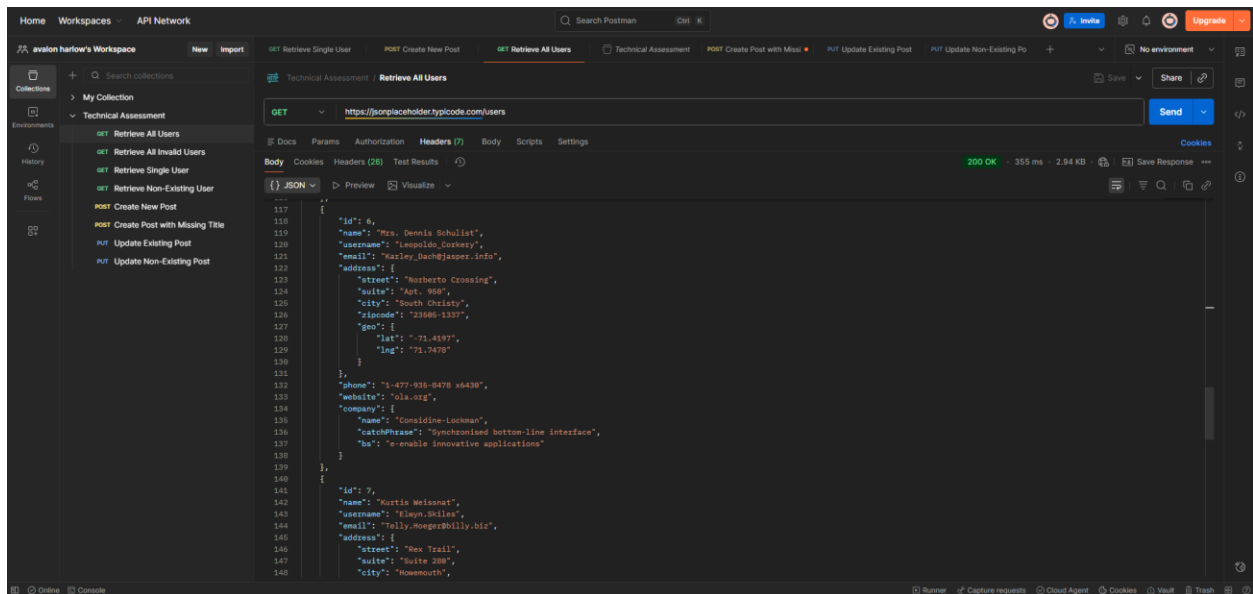 Home Workspaces API Network
Search Postman Ctrl K
Invite
Upgrade
avalon harlow's Workspace New Import
GET Retrieve Single User POST Create New Post GET Retrieve All Users Technical Assessment POST Create Post with Missi PUT Update Existing Post PUT Update Non-Existing Po
No environment
Collections
Environments
History
Flows
Search collections
My Collection
Technical Assessment
GET Retrieve All Users
GET Retrieve All Invalid Users
GET Retrieve Single User
GET Retrieve Non-Existing User
POST Create New Post
POST Create Post with Missing Title
PUT Update Existing Post
PUT Update Non-Existing Post
HTTP Technical Assessment / Retrieve All Users
Save Share
GET https://jsonplaceholder.typicode.com/users
Send
Docs Params Authorization Headers (7) Body Scripts Settings
Cookies
Body Cookies Headers (26) Test Results
200 OK · 355 ms · 2.94 KB · Save Response
{} JSON Preview Visualize
117 {
118 "id": 6,
119 "name": "Mrs. Dennis Schulist",
120 "username": "Leopoldo_Corkery",
121 "email": "Karley_Dach@jasper.info",
122 "address": {
123 "street": "Norberto Crossing",
124 "suite": "Apt. 950",
125 "city": "South Christy",
126 "zipcode": "23505-1337",
127 "geo": {
128 "lat": "-71.4197",
129 "lng": "71.7478"
130 }
131 },
132 "phone": "1-477-935-8478 x6430",
133 "website": "ola.org",
134 "company": {
135 "name": "Considine-Lockman",
136 "catchPhrase": "Synchronised bottom-line interface",
137 "bs": "e-enable innovative applications"
138 }
139 },
140 {
141 "id": 7,
142 "name": "Kurtis Weissnat",
143 "username": "Elwyn.Skiles",
144 "email": "Telly.Hoeger@billy.biz",
145 "address": {
146 "street": "Rex Trail",
147 "suite": "Suite 280",
148 "city": "Howemouth",
Online Console
Runner Capture requests Cloud Agent Cookies Vault Trash